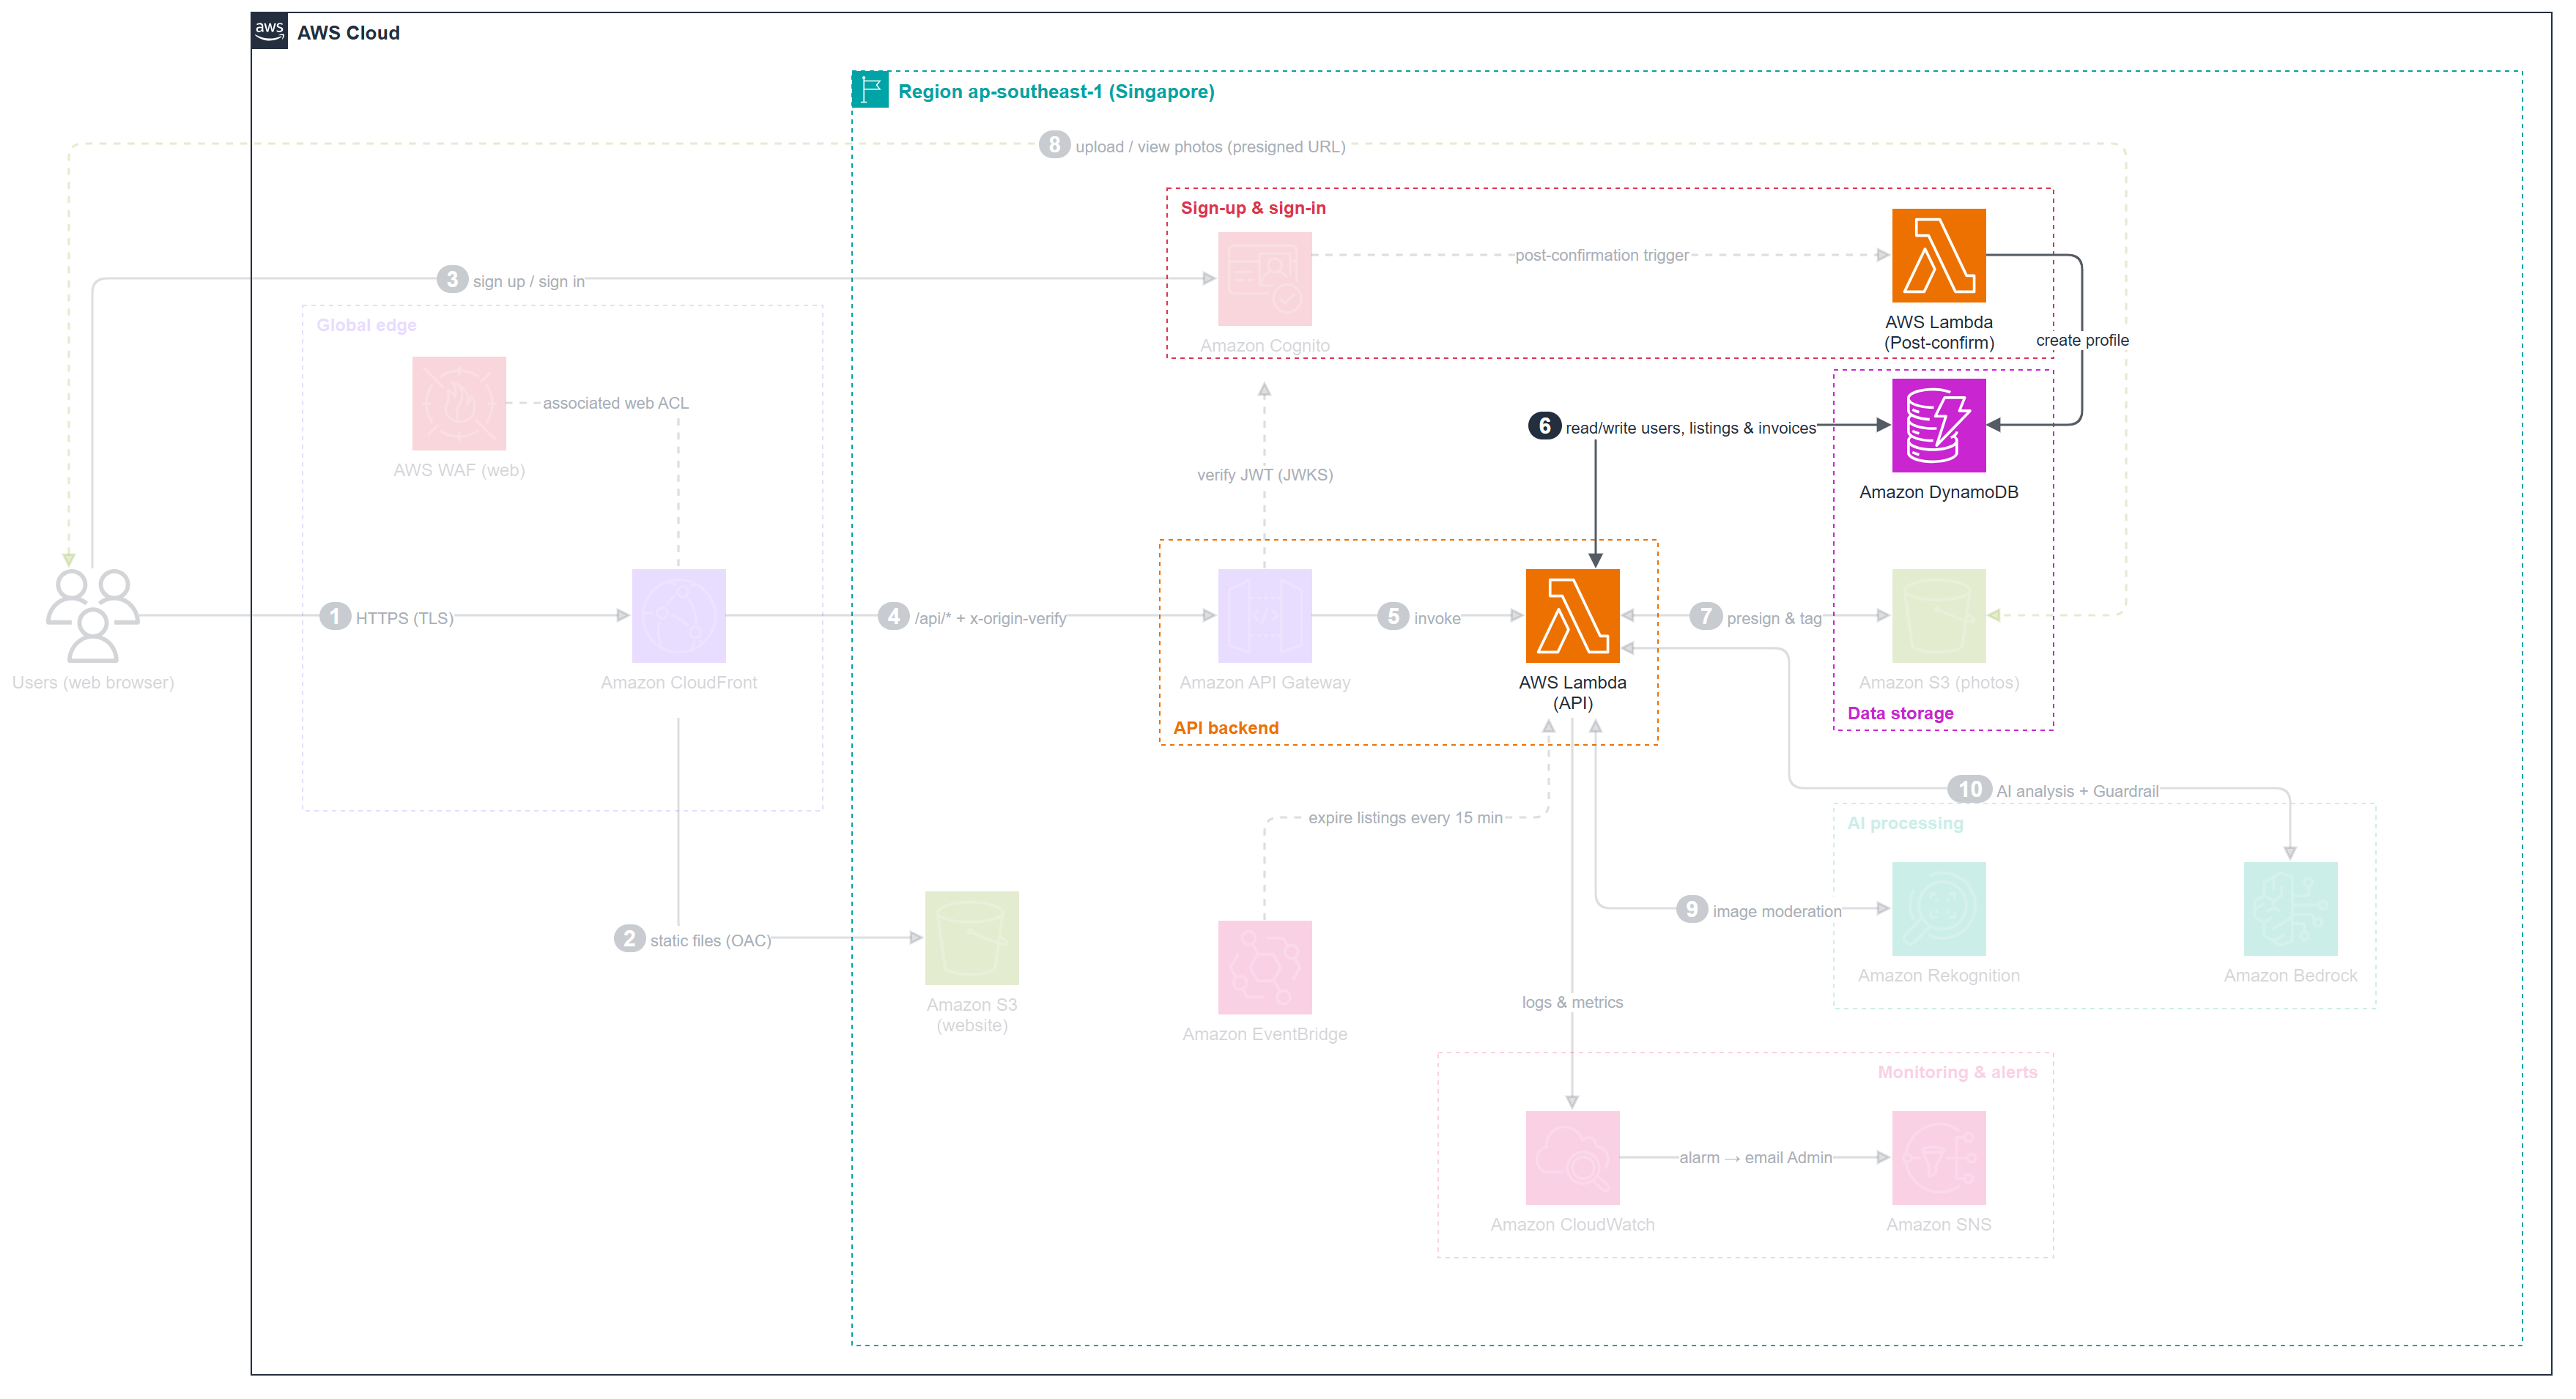 aws
AWS Cloud
Region ap-southeast-1 (Singapore)
8 upload / view photos (presigned URL)
Sign-up & sign-in
post-confirmation trigger
3 sign up / sign in
Amazon Cognito
AWS Lambda
(Post-confirm)
create profile
Global edge
associated web ACL
AWS WAF (web)
6 read/write users, listings & invoices
verify JWT (JWKS)
Amazon DynamoDB
1 HTTPS (TLS)
4 /api/* + x-origin-verify
5 invoke
7 presign & tag
Users (web browser)
Amazon CloudFront
Amazon API Gateway
AWS Lambda
(API)
Amazon S3 (photos)
Data storage
API backend
10 AI analysis + Guardrail
expire listings every 15 min
AI processing
9 image moderation
2 static files (OAC)
Amazon Rekognition
Amazon Bedrock
Amazon S3
(website)
logs & metrics
Amazon EventBridge
Monitoring & alerts
alarm → email Admin
Amazon CloudWatch
Amazon SNS